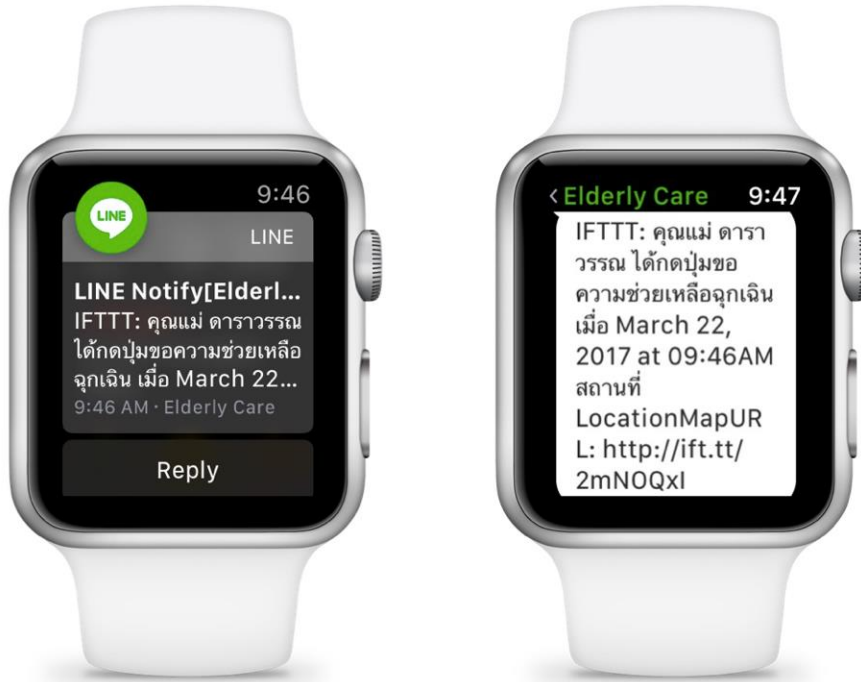 9:46
LINE
LINE
LINE Notify[Elderl...
IFTTT: คุณแม่ ดาราวรรณ
ได้กดปุ่มขอความช่วยเหลือ
ฉุกเฉิน เมื่อ March 22...
9:46 AM · Elderly Care
Reply
<Elderly Care 9:47
IFTTT: คุณแม่ ดารา
วรรณ ได้กดปุ่มขอ
ความช่วยเหลือฉุกเฉิน
เมื่อ March 22,
2017 at 09:46AM
สถานที่
LocationMapUR
L: http://ift.tt/
2mNOQxI